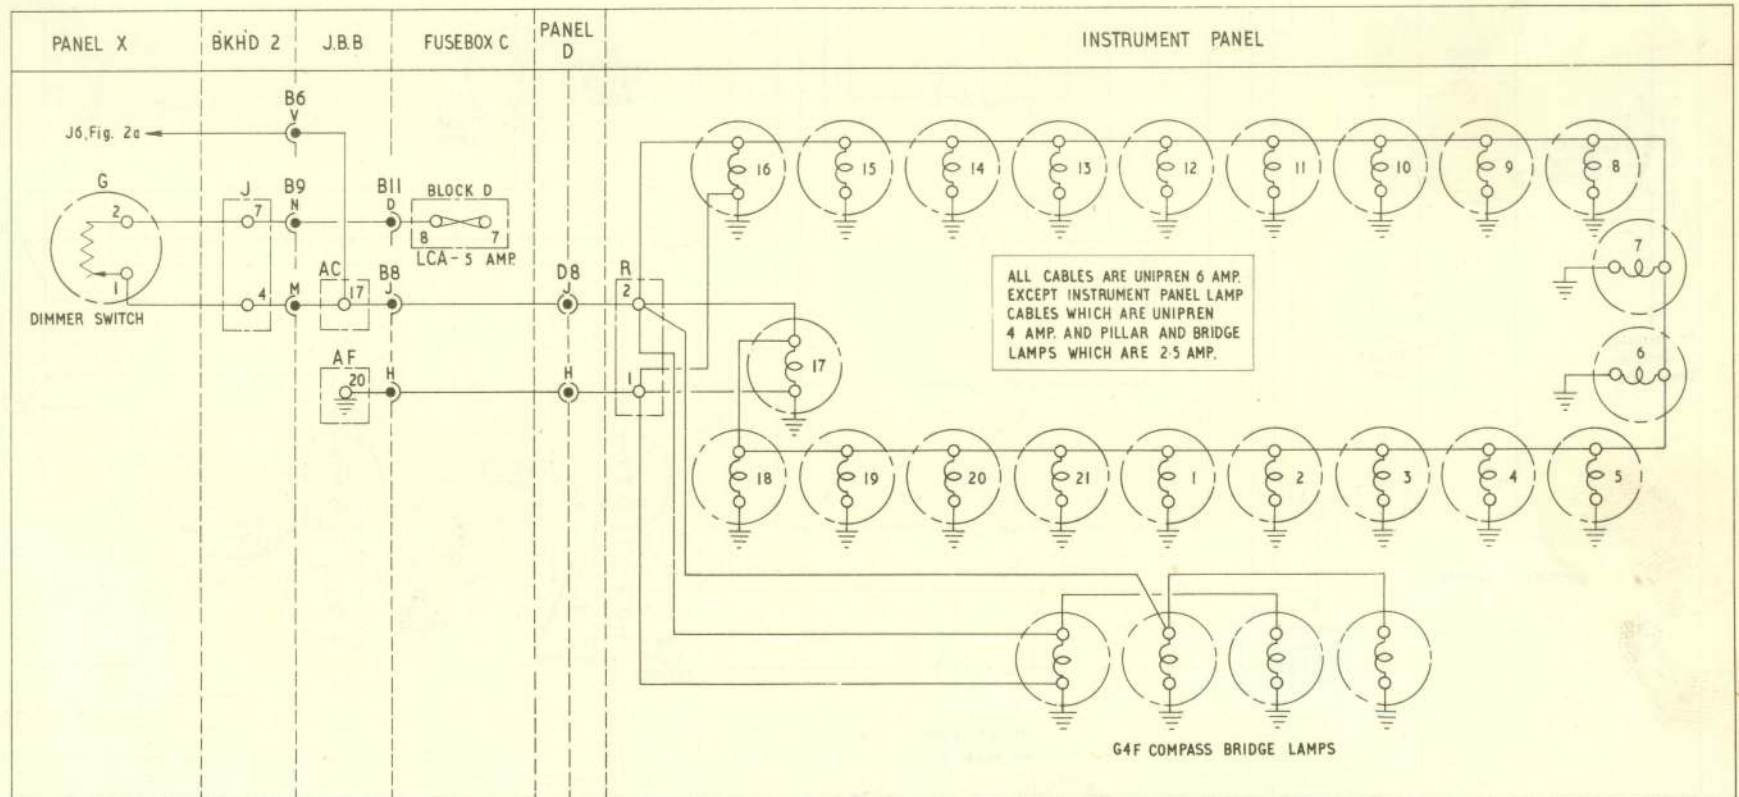 PANEL X
BKHD 2
J.B.B
FUSEBOX C
PANEL
D
INSTRUMENT PANEL
B6
V
J6, Fig. 2a
G
2
1
DIMMER SWITCH
J
7
4
B9
N
M
B11
D
BLOCK D
8
7
LCA-5 AMP.
AC
17
B8
J
D8
J
R
2
1
AF
20
H
H
16
15
14
13
12
11
10
9
8
7
6
ALL CABLES ARE UNIPREN 6 AMP.
EXCEPT INSTRUMENT PANEL LAMP
CABLES WHICH ARE UNIPREN
4 AMP. AND PILLAR AND BRIDGE
LAMPS WHICH ARE 2·5 AMP.
17
18
19
20
21
1
2
3
4
5
G4F COMPASS BRIDGE LAMPS